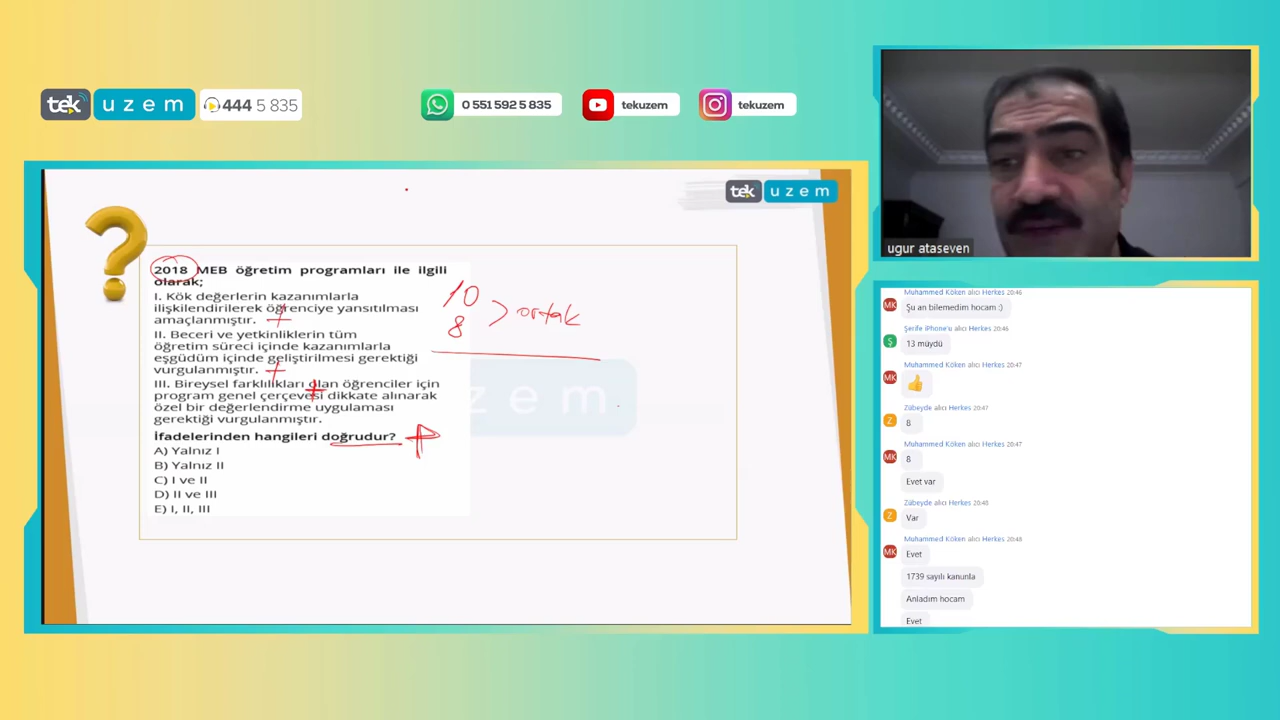 tek uzem 444 5 835
0 551 592 5 835
tekuzem
tekuzem
tek uzem
2018 MEB öğretim programları ile ilgili
olarak;
I. Kök değerlerin kazanımlarla
ilişkilendirilerek öğrenciye yansıtılması
amaçlanmıştır. +
II. Beceri ve yetkinliklerin tüm
öğretim süreci içinde kazanımlarla
eşgüdüm içinde geliştirilmesi gerektiği
vurgulanmıştır. +
III. Bireysel farklılıkları olan öğrenciler için
program genel çerçevesi dikkate alınarak
özel bir değerlendirme uygulaması
gerektiği vurgulanmıştır.
İfadelerinden hangileri doğrudur? +
A) Yalnız I
B) Yalnız II
C) I ve II
D) II ve III
E) I, II, III
10
8 > ortak
zem
ugur ataseven
Muhammed Köken alıcı Herkes 20:46
MK Şu an bilemedim hocam :)
Şerife iPhone'u alıcı Herkes 20:46
Ş 13 müydü
Muhammed Köken alıcı Herkes 20:47
MK 👍
Zübeyde alıcı Herkes 20:47
Z 8
Muhammed Köken alıcı Herkes 20:47
MK 8
Evet var
Zübeyde alıcı Herkes 20:48
Z Var
Muhammed Köken alıcı Herkes 20:48
MK Evet
1739 sayılı kanunla
Anladım hocam
Evet